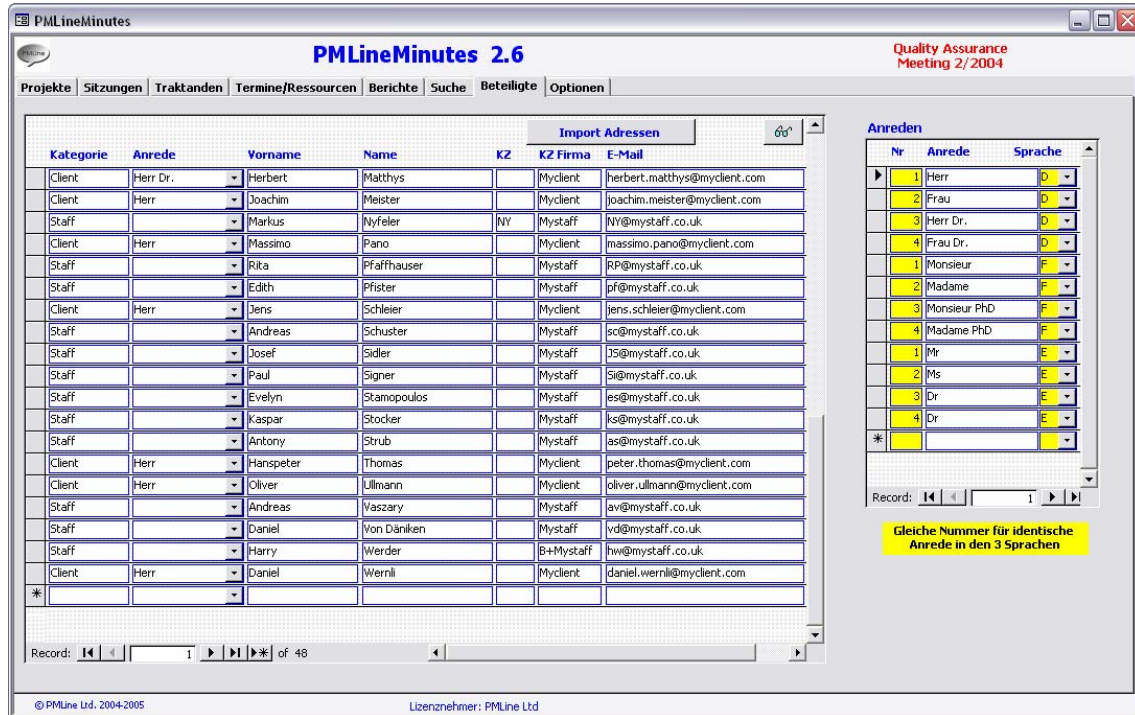 PMLineMinutes
PMLine
PMLineMinutes 2.6
Quality Assurance
Meeting 2/2004
Projekte Sitzungen Traktanden Termine/Ressourcen Berichte Suche Beteiligte Optionen
Import Adressen
Kategorie Anrede Vorname Name KZ KZ Firma E-Mail
Client Herr Dr. Herbert Matthys Myclient herbert.matthys@myclient.com
Client Herr Joachim Meister Myclient joachim.meister@myclient.com
Staff Markus Nyfeler NY Mystaff NY@mystaff.co.uk
Client Herr Massimo Pano Myclient massimo.pano@myclient.com
Staff Rita Pfaffhauser Mystaff RP@mystaff.co.uk
Staff Edith Pfister Mystaff pf@mystaff.co.uk
Client Herr Jens Schleier Myclient jens.schleier@myclient.com
Staff Andreas Schuster Mystaff sc@mystaff.co.uk
Staff Josef Sidler Mystaff JS@mystaff.co.uk
Staff Paul Signer Mystaff Si@mystaff.co.uk
Staff Evelyn Stamopoulos Mystaff es@mystaff.co.uk
Staff Kaspar Stocker Mystaff ks@mystaff.co.uk
Staff Antony Strub Mystaff as@mystaff.co.uk
Client Herr Hanspeter Thomas Myclient peter.thomas@myclient.com
Client Herr Oliver Ullmann Myclient oliver.ullmann@myclient.com
Staff Andreas Vaszary Mystaff av@mystaff.co.uk
Staff Daniel Von Däniken Mystaff vd@mystaff.co.uk
Staff Harry Werder B+Mystaff hw@mystaff.co.uk
Client Herr Daniel Wernli Myclient daniel.wernli@myclient.com
Record: 1 of 48
Anreden
Nr Anrede Sprache
1 Herr D
2 Frau D
3 Herr Dr. D
4 Frau Dr. D
1 Monsieur F
2 Madame F
3 Monsieur PhD F
4 Madame PhD F
1 Mr E
2 Ms E
3 Dr E
4 Dr E
Record: 1
Gleiche Nummer für identische
Anrede in den 3 Sprachen
© PMLine Ltd. 2004-2005 Lizenznehmer: PMLine Ltd